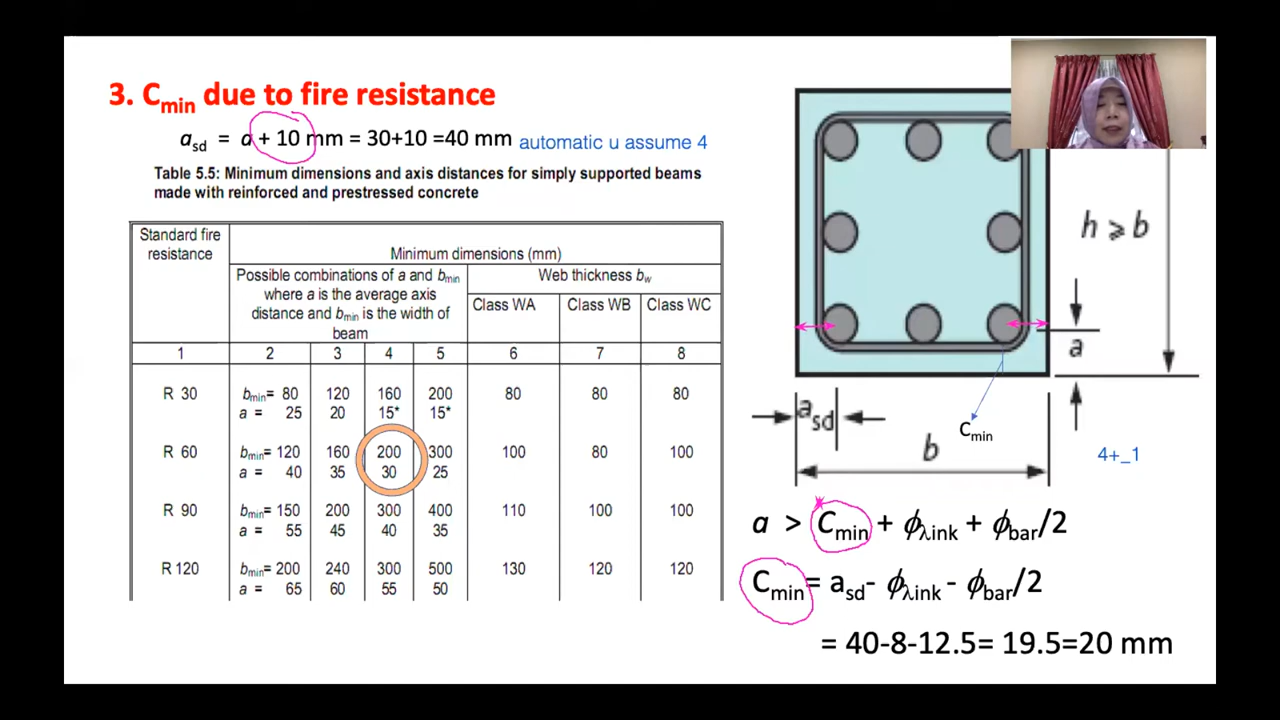 3. Cmin due to fire resistance
asd = a + 10 mm = 30+10 =40 mm automatic u assume 4
Table 5.5: Minimum dimensions and axis distances for simply supported beams
made with reinforced and prestressed concrete
Standard fire
resistance
Minimum dimensions (mm)
Possible combinations of a and bmin
where a is the average axis
distance and bmin is the width of
beam
Web thickness bw
Class WA Class WB Class WC
1 2 3 4 5 6 7 8
R 30 bmin= 80 120 160 200 80 80 80
a = 25 20 15* 15*
R 60 bmin= 120 160 200 300 100 80 100
a = 40 35 30 25
R 90 bmin= 150 200 300 400 110 100 100
a = 55 45 40 35
R 120 bmin= 200 240 300 500 130 120 120
a = 65 60 55 50
h ⩾ b
a
asd
b
Cmin
4+_1
a > Cmin + ϕλink + ϕbar/2
Cmin= asd- ϕλink - ϕbar/2
= 40-8-12.5= 19.5=20 mm